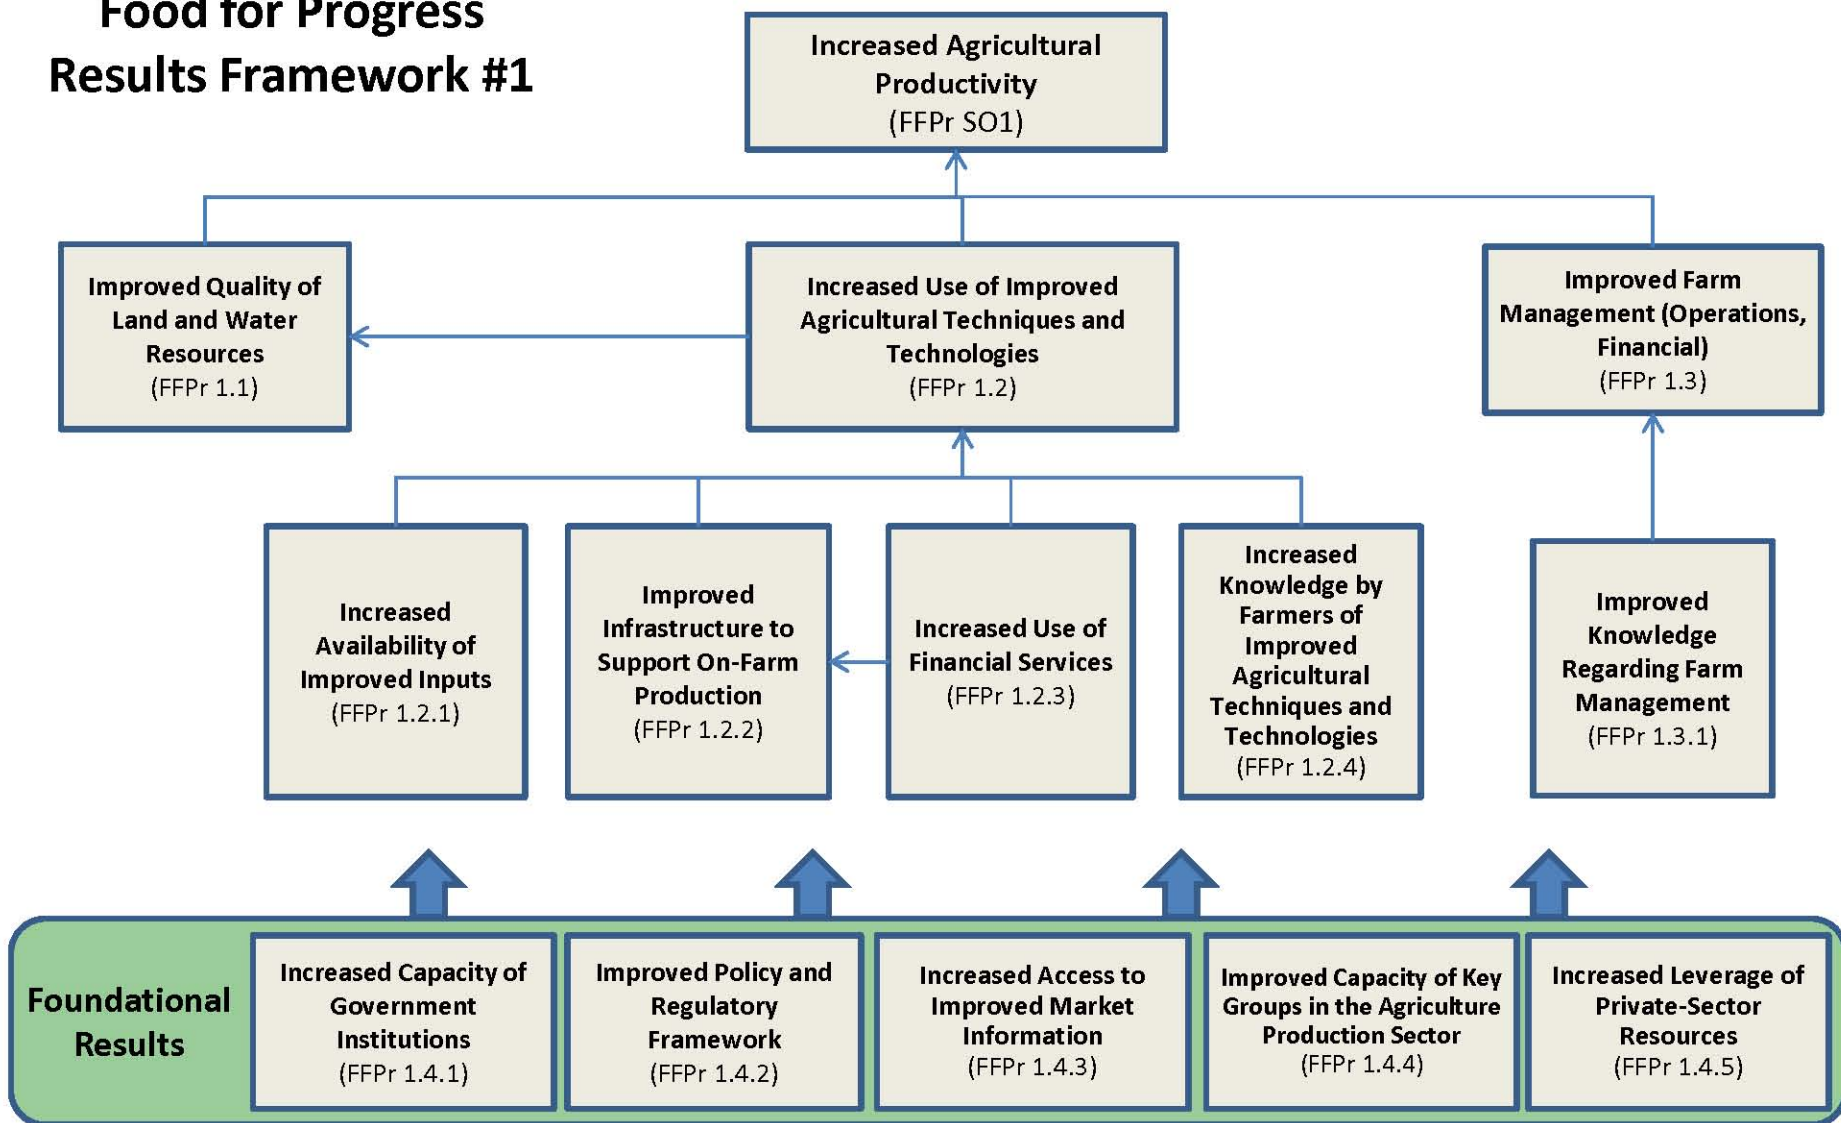 Food for Progress
Results Framework #1
Increased Agricultural
Productivity
(FFPr SO1)
Improved Quality of
Land and Water
Resources
(FFPr 1.1)
Increased Use of Improved
Agricultural Techniques and
Technologies
(FFPr 1.2)
Improved Farm
Management (Operations,
Financial)
(FFPr 1.3)
Increased
Availability of
Improved Inputs
(FFPr 1.2.1)
Improved
Infrastructure to
Support On-Farm
Production
(FFPr 1.2.2)
Increased Use of
Financial Services
(FFPr 1.2.3)
Increased
Knowledge by
Farmers of
Improved
Agricultural
Techniques and
Technologies
(FFPr 1.2.4)
Improved
Knowledge
Regarding Farm
Management
(FFPr 1.3.1)
Foundational
Results
Increased Capacity of
Government
Institutions
(FFPr 1.4.1)
Improved Policy and
Regulatory
Framework
(FFPr 1.4.2)
Increased Access to
Improved Market
Information
(FFPr 1.4.3)
Improved Capacity of Key
Groups in the Agriculture
Production Sector
(FFPr 1.4.4)
Increased Leverage of
Private-Sector
Resources
(FFPr 1.4.5)